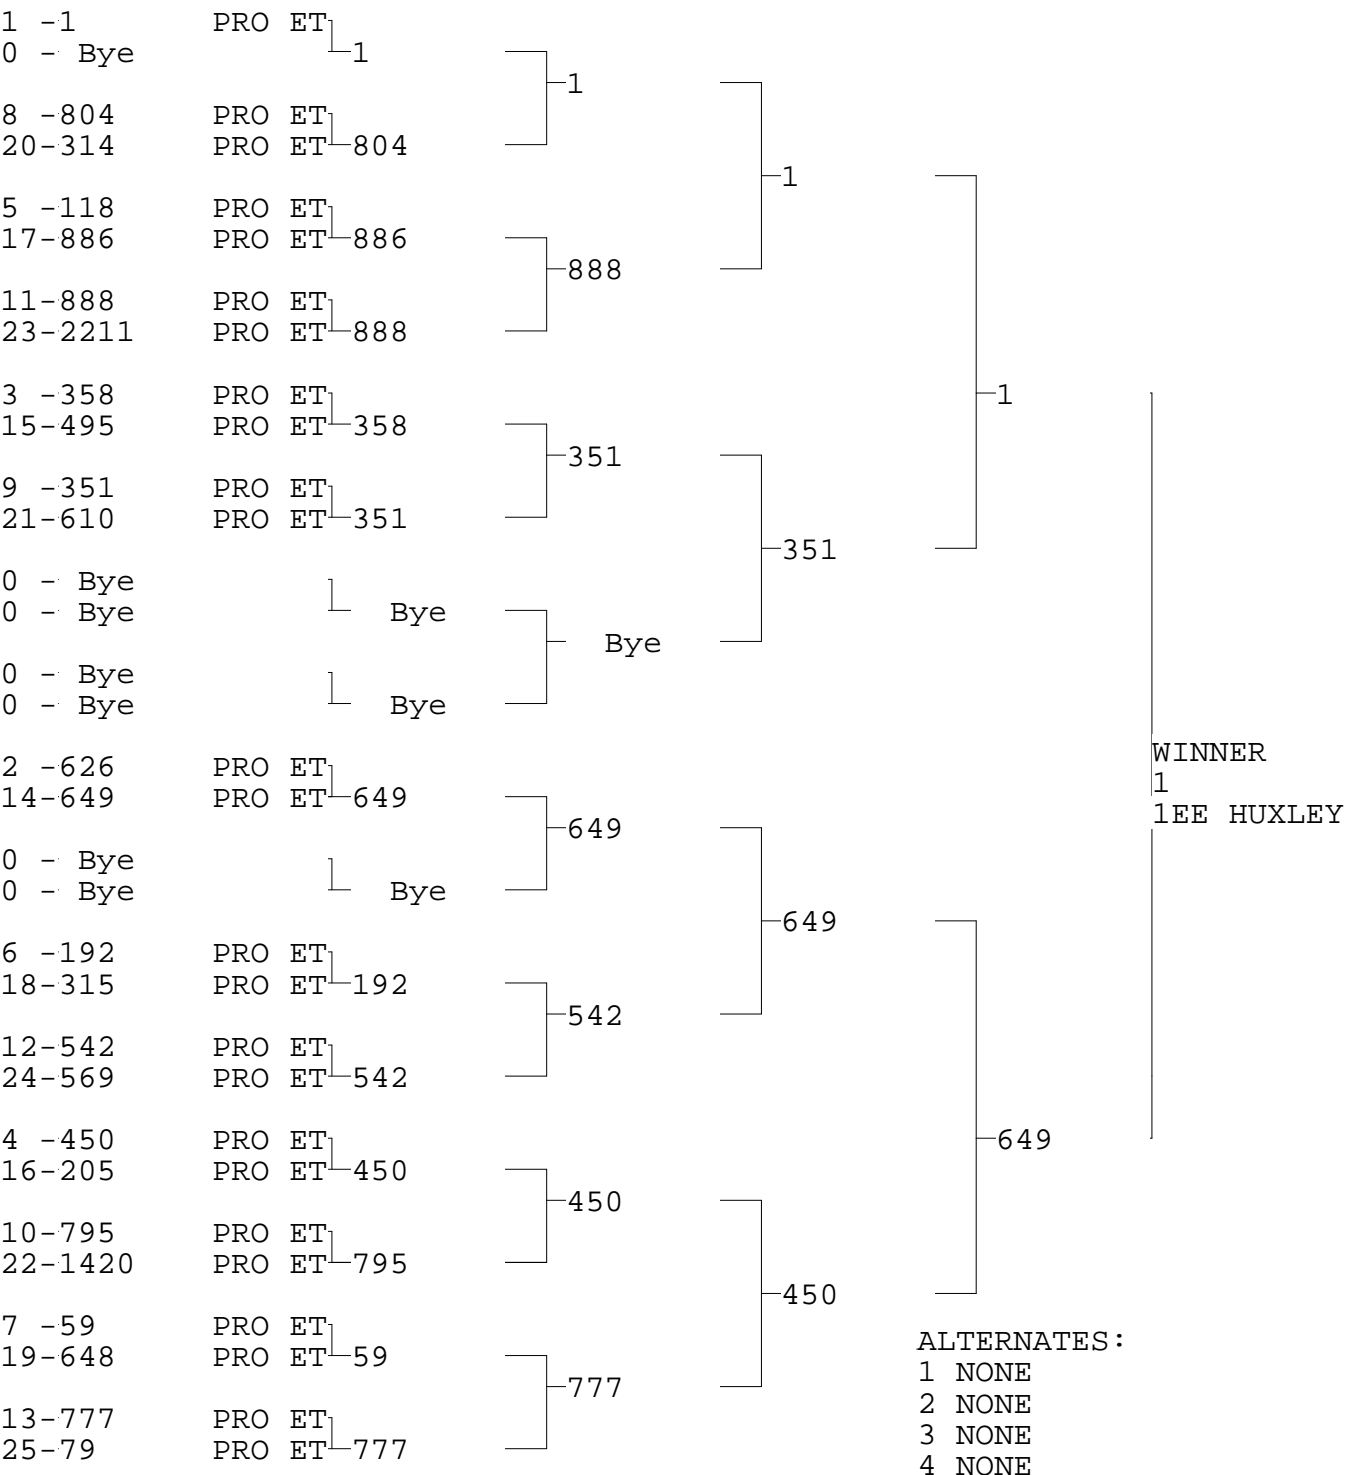 1 -1 PRO ET
0 - Bye 1
1
8 -804 PRO ET
20-314 PRO ET 804
1
5 -118 PRO ET
17-886 PRO ET 886
888
11-888 PRO ET
23-2211 PRO ET 888
3 -358 PRO ET 1
15-495 PRO ET 358
351
9 -351 PRO ET
21-610 PRO ET 351
351
0 - Bye
0 - Bye Bye
Bye
0 - Bye
0 - Bye Bye
WINNER
2 -626 PRO ET
1
14-649 PRO ET 649
1EE HUXLEY
649
0 - Bye
0 - Bye Bye
649
6 -192 PRO ET
18-315 PRO ET 192
542
12-542 PRO ET
24-569 PRO ET 542
4 -450 PRO ET 649
16-205 PRO ET 450
450
10-795 PRO ET
22-1420 PRO ET 795
450
7 -59 PRO ET
ALTERNATES:
19-648 PRO ET 59
1 NONE
777
2 NONE
13-777 PRO ET
3 NONE
25-79 PRO ET 777
4 NONE